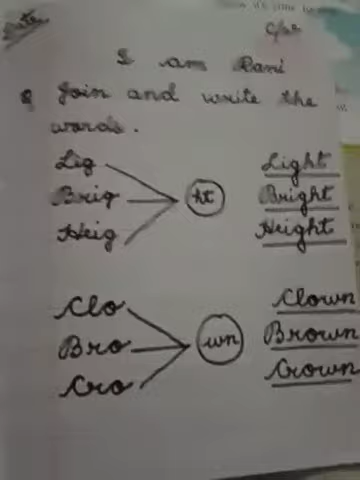 Date
C/w
I am Rani
Q Join and write the
words.
Lig ht Light
Brig Bright
Heig Height
Clo wn Clown
Bro Brown
Cro Crown